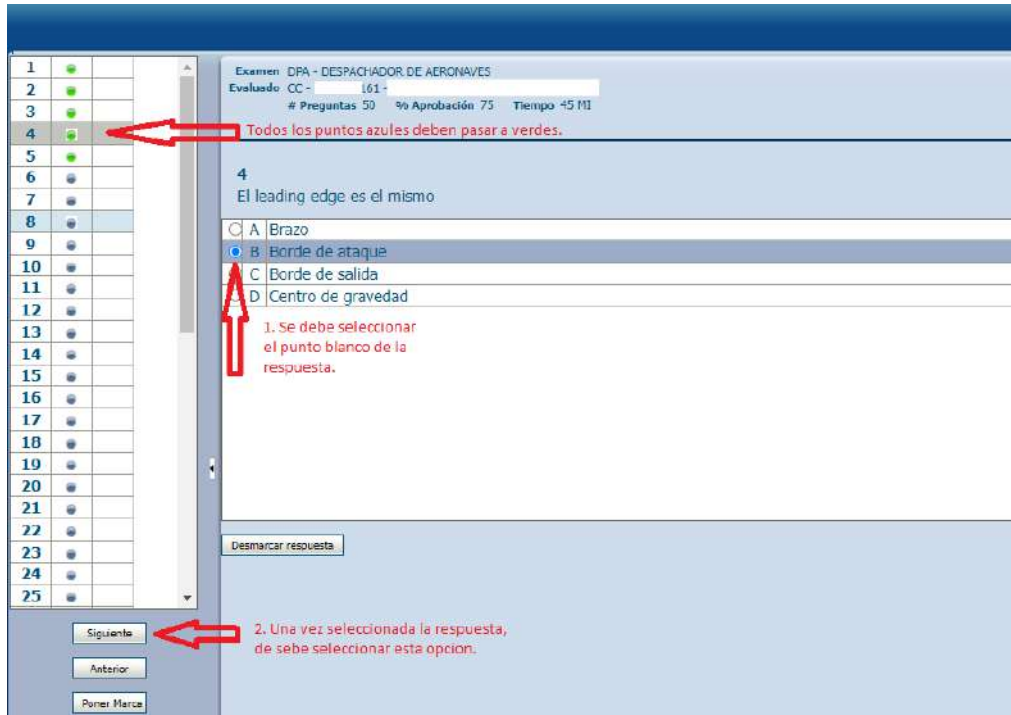 1
2
3
4
5
6
7
8
9
10
11
12
13
14
15
16
17
18
19
20
21
22
23
24
25
Siguiente
Anterior
Poner Marca
Examen DPA - DESPACHADOR DE AERONAVES
Evaluado CC - 161 -
# Preguntas 50 % Aprobación 75 Tiempo 45 MI
Todos los puntos azules deben pasar a verdes.
4
El leading edge es el mismo
A Brazo
B Borde de ataque
C Borde de salida
D Centro de gravedad
1. Se debe seleccionar
el punto blanco de la
respuesta.
Desmarcar respuesta
2. Una vez seleccionada la respuesta,
de sebe seleccionar esta opcion.